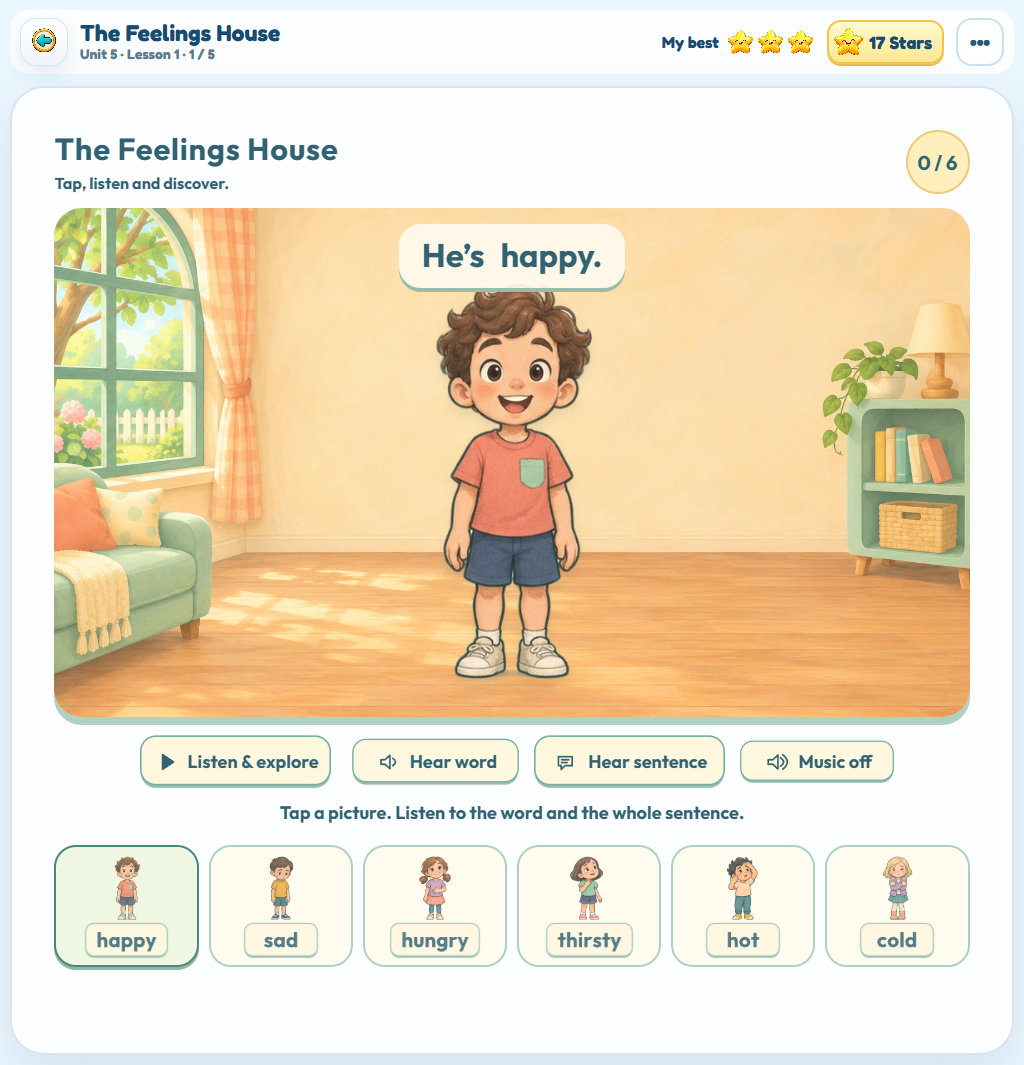 The Feelings House
Unit 5 · Lesson 1 · 1 / 5
My best
17 Stars
The Feelings House
Tap, listen and discover.
0 / 6
He’s happy.
Listen & explore
Hear word
Hear sentence
Music off
Tap a picture. Listen to the word and the whole sentence.
happy
sad
hungry
thirsty
hot
cold